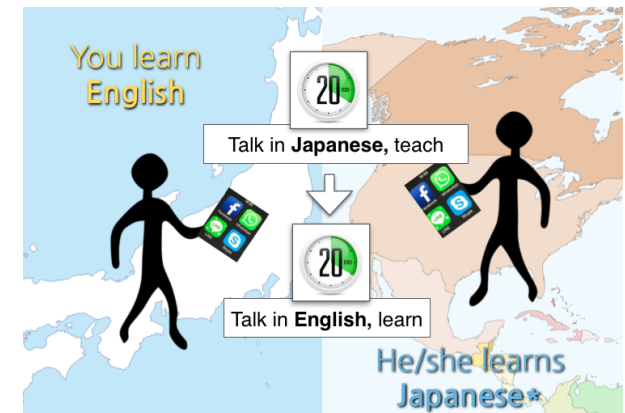 You learn
English
20
Talk in Japanese, teach
20
Talk in English, learn
He/she learns
Japanese*